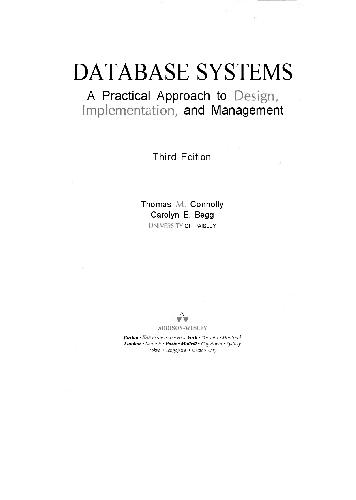 DATABASE SYSTEMS
A Practical Approach to Design,
Implementation, and Management
Third Edition
Thomas M. Connolly
Carolyn E. Begg
UNIVERSITY OF PAISLEY
ADDISON-WESLEY